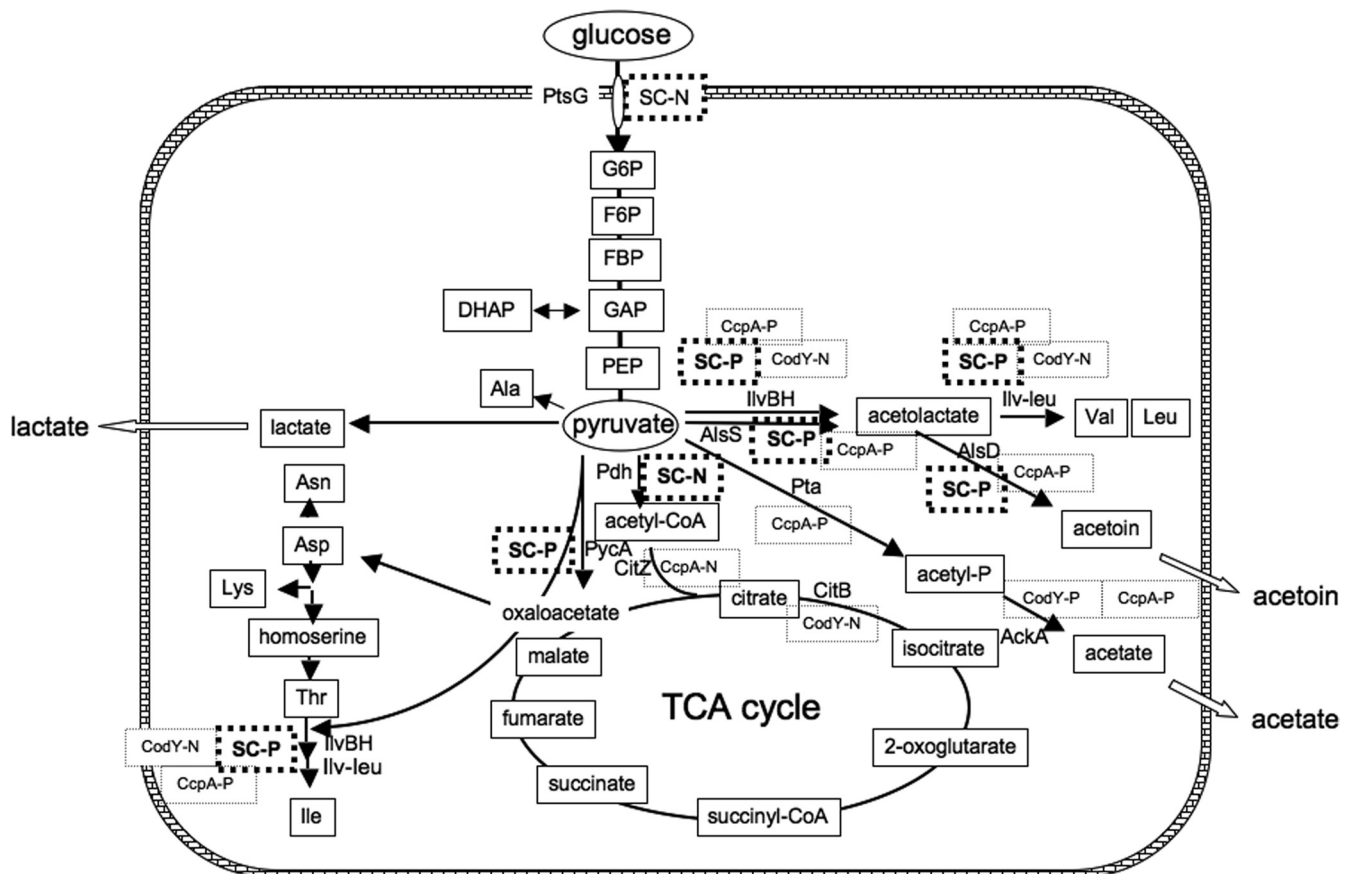 glucose
PtsG
SC-N
G6P
F6P
FBP
DHAP
GAP
PEP
CcpA-P
SC-P
CodY-N
CcpA-P
SC-P
CodY-N
Ala
pyruvate
IlvBH
AlsS
SC-P
CcpA-P
acetolactate
Ilv-leu
Val
Leu
lactate
lactate
AlsD
CcpA-P
SC-P
acetoin
acetoin
Pdh
SC-N
acetyl-CoA
Pta
CcpA-P
Asn
Asp
Lys
homoserine
Thr
SC-P
PycA
CitZ
CcpA-N
oxaloacetate
citrate
CitB
CodY-N
acetyl-P
CodY-P
CcpA-P
AckA
acetate
acetate
isocitrate
malate
fumarate
TCA cycle
2-oxoglutarate
succinate
succinyl-CoA
CodY-N
SC-P
CcpA-P
IlvBH
Ilv-leu
Ile